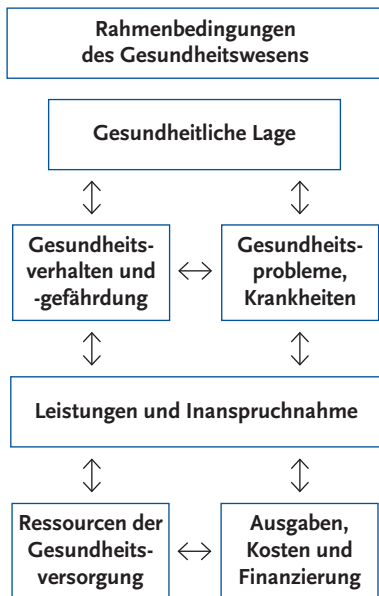 Rahmenbedingungen
des Gesundheitswesens
Gesundheitliche Lage
Gesundheits-
verhalten und
-gefährdung
Gesundheits-
probleme,
Krankheiten
Leistungen und Inanspruchnahme
Ressourcen der
Gesundheits-
versorgung
Ausgaben,
Kosten und
Finanzierung